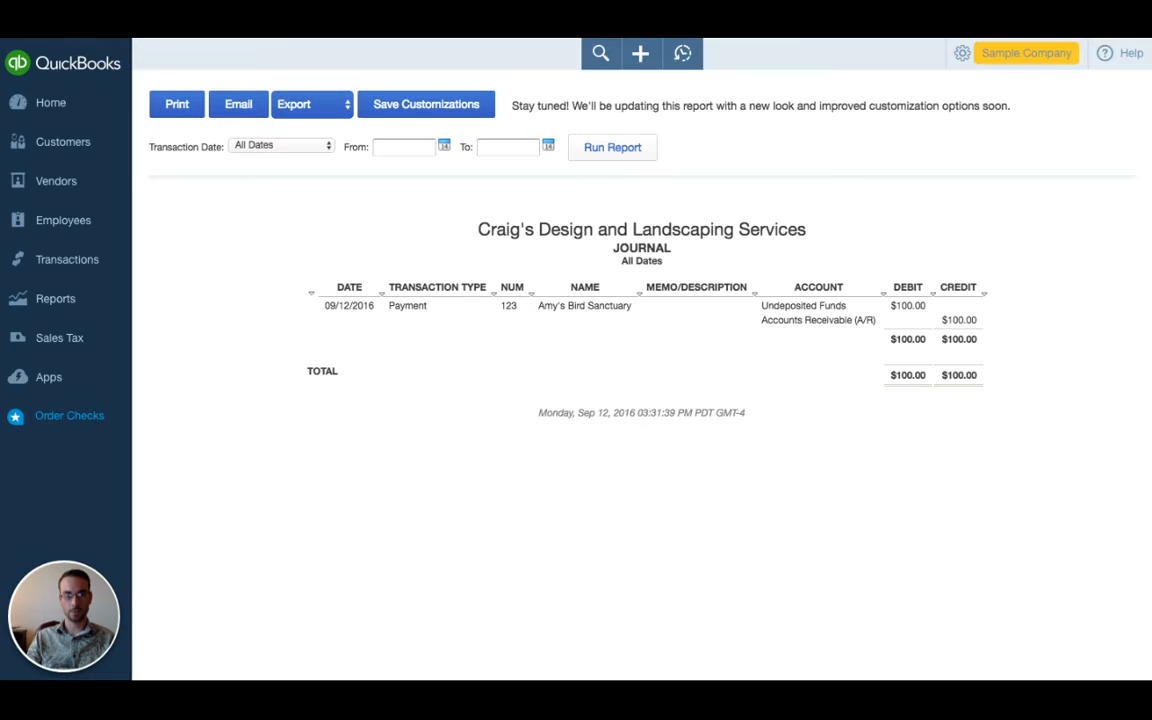 qb QuickBooks
Sample Company
Help
Home
Customers
Vendors
Employees
Transactions
Reports
Sales Tax
Apps
Order Checks
Print Email Export Save Customizations Stay tuned! We'll be updating this report with a new look and improved customization options soon.
Transaction Date: All Dates From: 14 To: 14 Run Report
Craig's Design and Landscaping Services
JOURNAL
All Dates
DATE TRANSACTION TYPE NUM NAME MEMO/DESCRIPTION ACCOUNT DEBIT CREDIT
09/12/2016 Payment 123 Amy's Bird Sanctuary Undeposited Funds $100.00
Accounts Receivable (A/R) $100.00
$100.00 $100.00
TOTAL $100.00 $100.00
Monday, Sep 12, 2016 03:31:39 PM PDT GMT-4